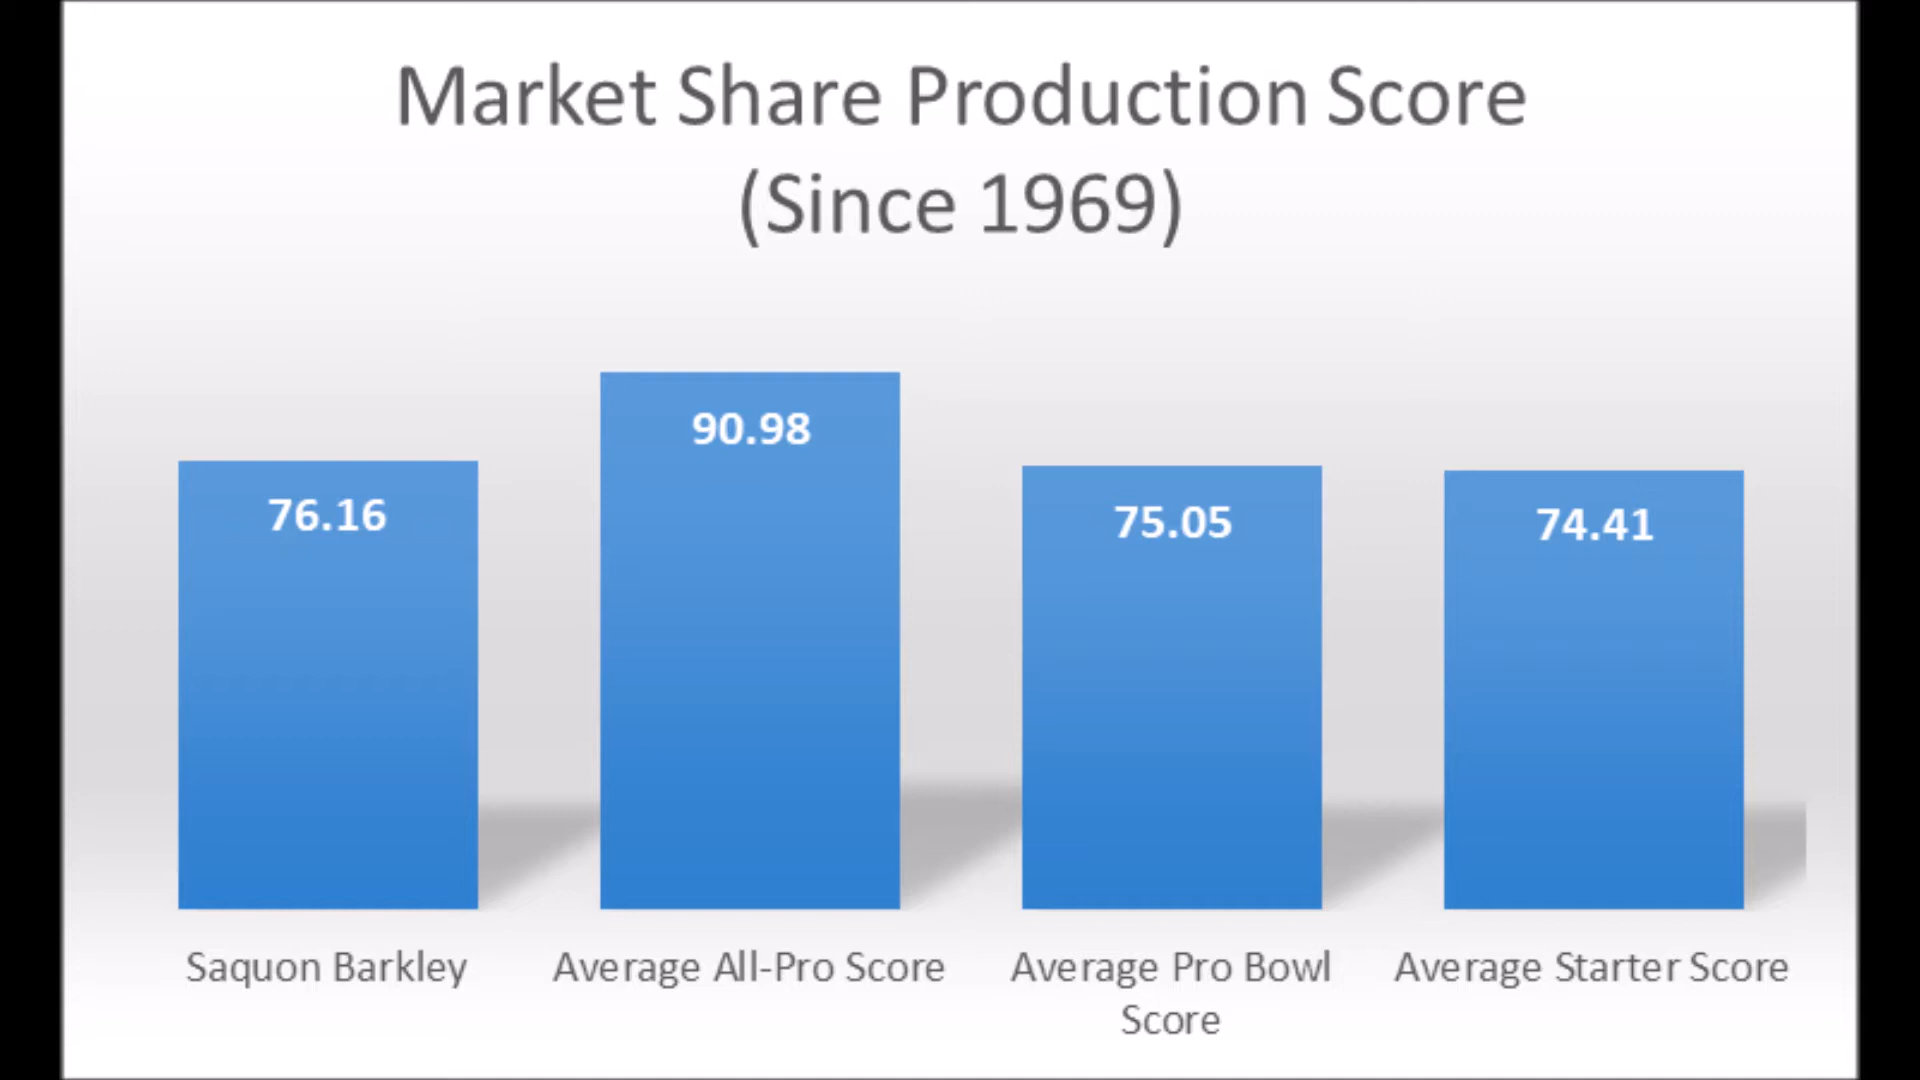 Market Share Production Score
(Since 1969)
76.16
90.98
75.05
74.41
Saquon Barkley
Average All-Pro Score
Average Pro Bowl
Score
Average Starter Score